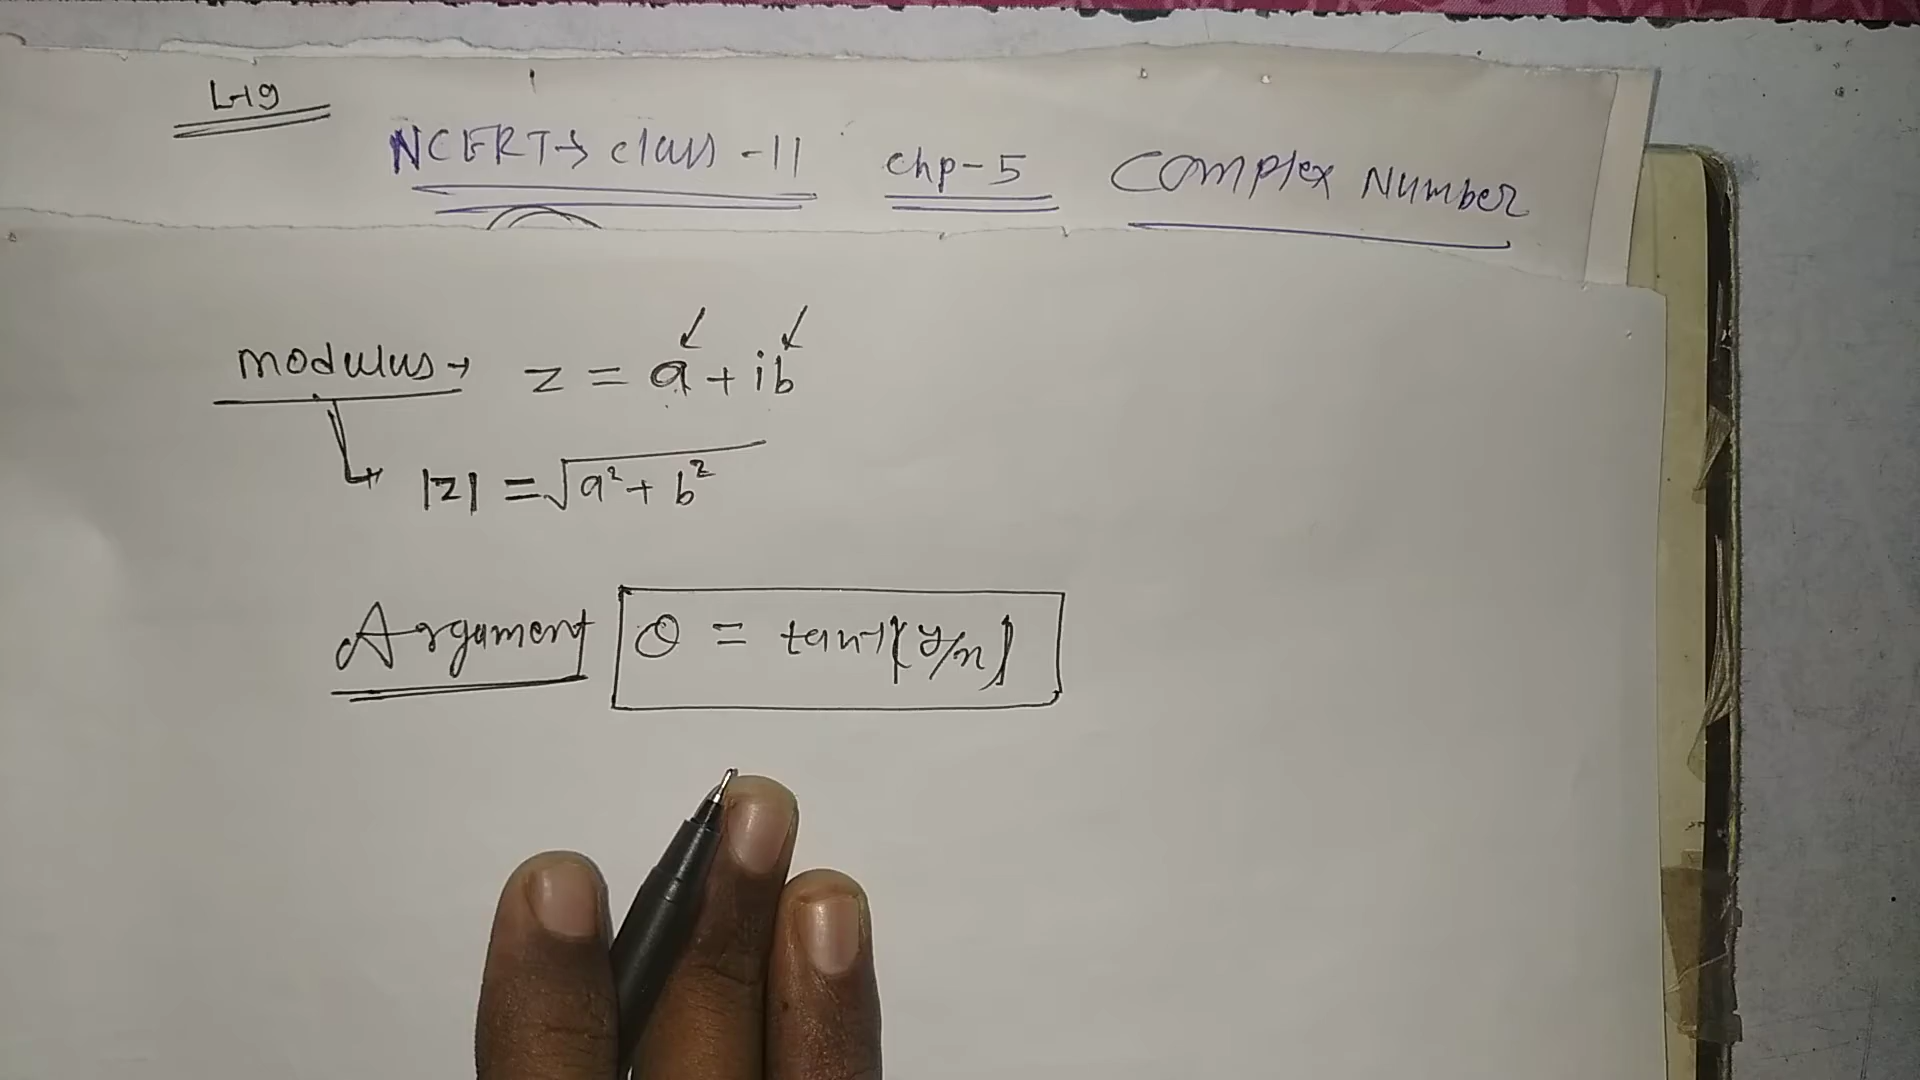 L-19
NCERT → class - 11 chp-5 Complex Number
modulus → z = a + ib
|z| = √a² + b²
Argument θ = tan-1(y/x)